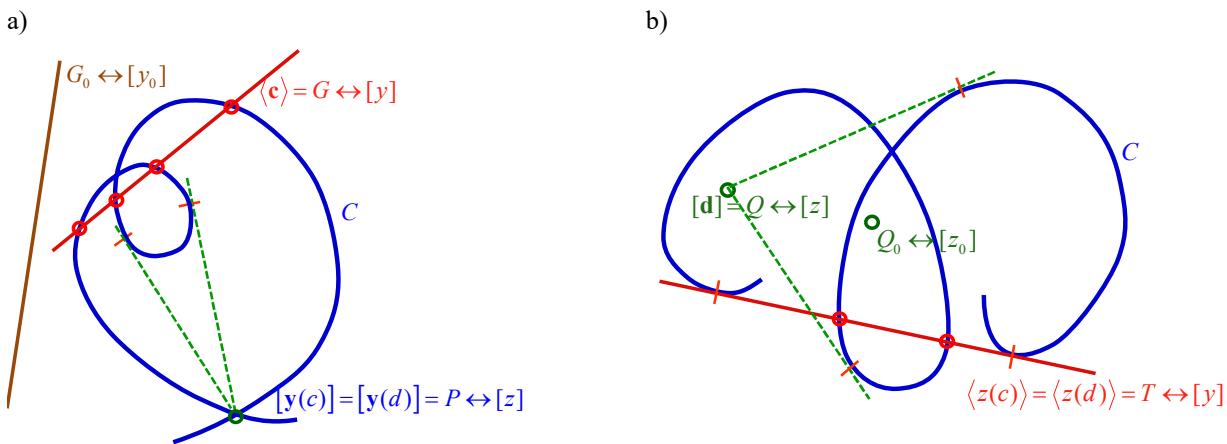 a)
b)
G₀ ↔ [y₀]
⟨c⟩ = G ↔ [y]
C
[y(c)] = [y(d)] = P ↔ [z]
C
[d] = Q ↔ [z]
Q₀ ↔ [z₀]
⟨z(c)⟩ = ⟨z(d)⟩ = T ↔ [y]